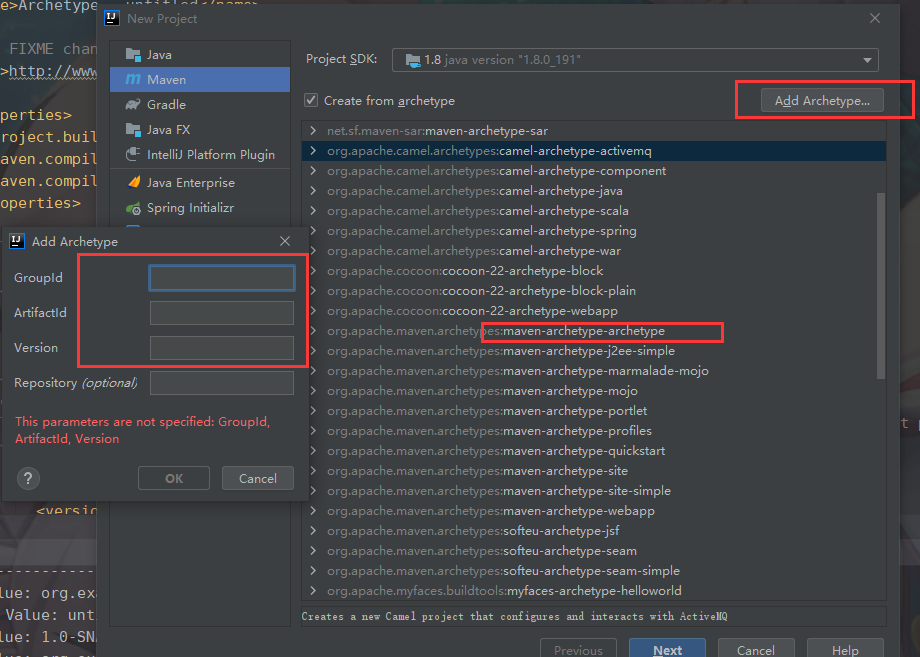 e>Archetype - untitled</name>
New Project
FIXME chan
>http://www
perties>
roject.buil
aven.compil
aven.compil
operties>
Java
Maven
Gradle
Java FX
IntelliJ Platform Plugin
Java Enterprise
Spring Initializr
Project SDK: 1.8 java version "1.8.0_191"
Create from archetype
Add Archetype...
net.sf.maven-sar:maven-archetype-sar
org.apache.camel.archetypes:camel-archetype-activemq
org.apache.camel.archetypes:camel-archetype-component
org.apache.camel.archetypes:camel-archetype-java
org.apache.camel.archetypes:camel-archetype-scala
org.apache.camel.archetypes:camel-archetype-spring
org.apache.camel.archetypes:camel-archetype-war
org.apache.cocoon:cocoon-22-archetype-block
org.apache.cocoon:cocoon-22-archetype-block-plain
org.apache.cocoon:cocoon-22-archetype-webapp
org.apache.maven.archetypes:maven-archetype-archetype
org.apache.maven.archetypes:maven-archetype-j2ee-simple
org.apache.maven.archetypes:maven-archetype-marmalade-mojo
org.apache.maven.archetypes:maven-archetype-mojo
org.apache.maven.archetypes:maven-archetype-portlet
org.apache.maven.archetypes:maven-archetype-profiles
org.apache.maven.archetypes:maven-archetype-quickstart
org.apache.maven.archetypes:maven-archetype-site
org.apache.maven.archetypes:maven-archetype-site-simple
org.apache.maven.archetypes:maven-archetype-webapp
org.apache.maven.archetypes:softeu-archetype-jsf
org.apache.maven.archetypes:softeu-archetype-seam
org.apache.maven.archetypes:softeu-archetype-seam-simple
org.apache.myfaces.buildtools:myfaces-archetype-helloworld
Creates a new Camel project that configures and interacts with ActiveMQ
Previous
Next
Cancel
Help
Add Archetype
GroupId
ArtifactId
Version
Repository (optional)
This parameters are not specified: GroupId,
ArtifactId, Version
?
OK
Cancel
<versio
------------
lue: org.exa
Value: unt
lue: 1.0-SNA